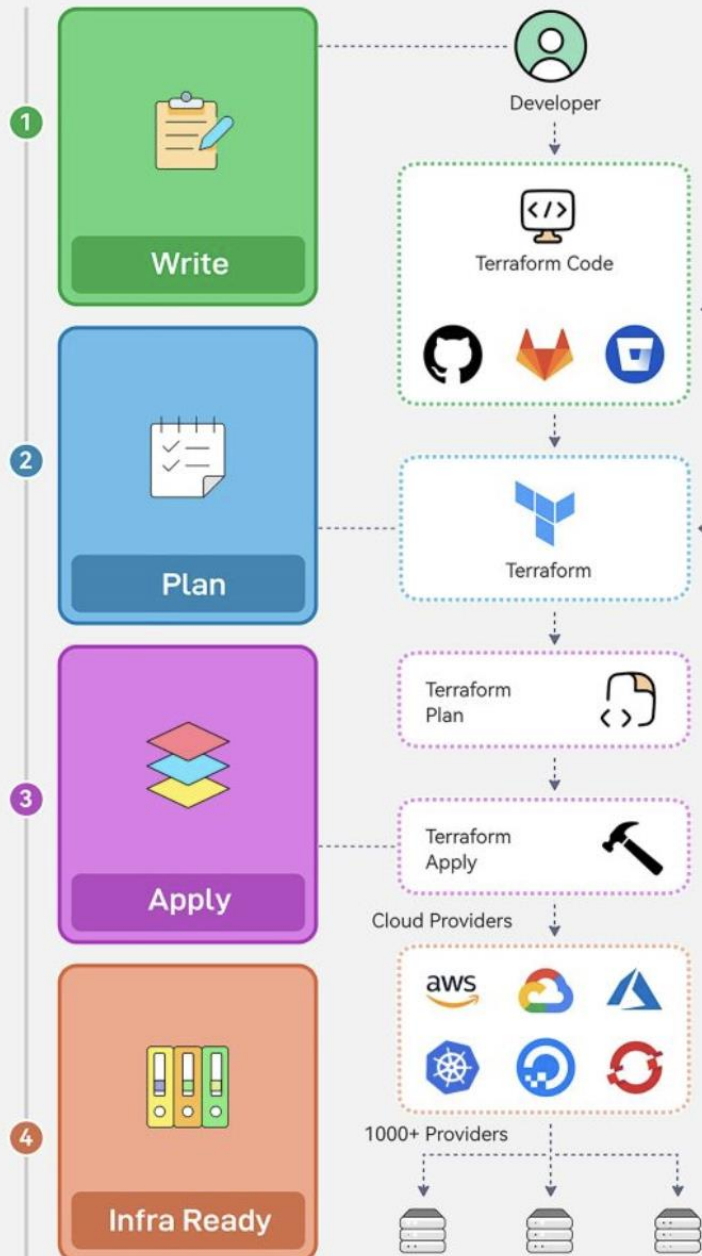 1
Write
Developer
Terraform Code
2
Plan
Terraform
Terraform
Plan
3
Apply
Terraform
Apply
Cloud Providers
aws
4
Infra Ready
1000+ Providers